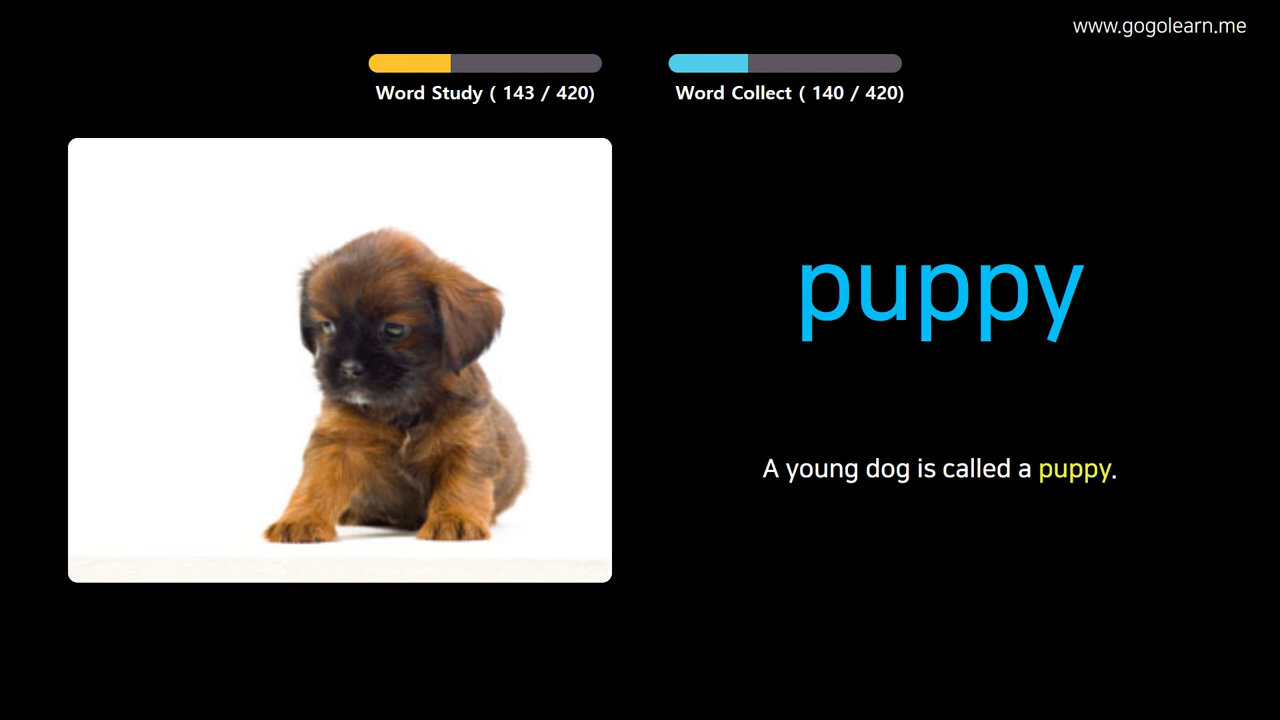 www.gogolearn.me
Word Study ( 143 / 420)
Word Collect ( 140 / 420)
puppy
A young dog is called a puppy.